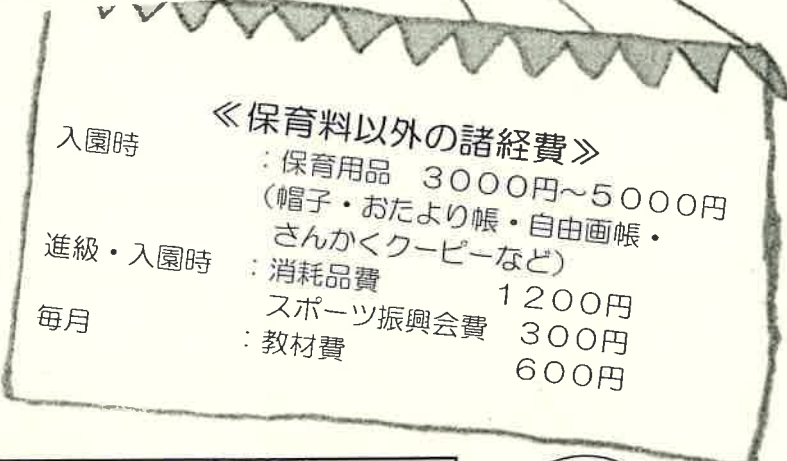 ≪保育料以外の諸経費≫
入園時 :保育用品 3000円~5000円
(帽子・おたより帳・自由画帳・
さんかくクーピーなど)
進級・入園時 :消耗品費 1200円
スポーツ振興会費 300円
毎月 :教材費 600円